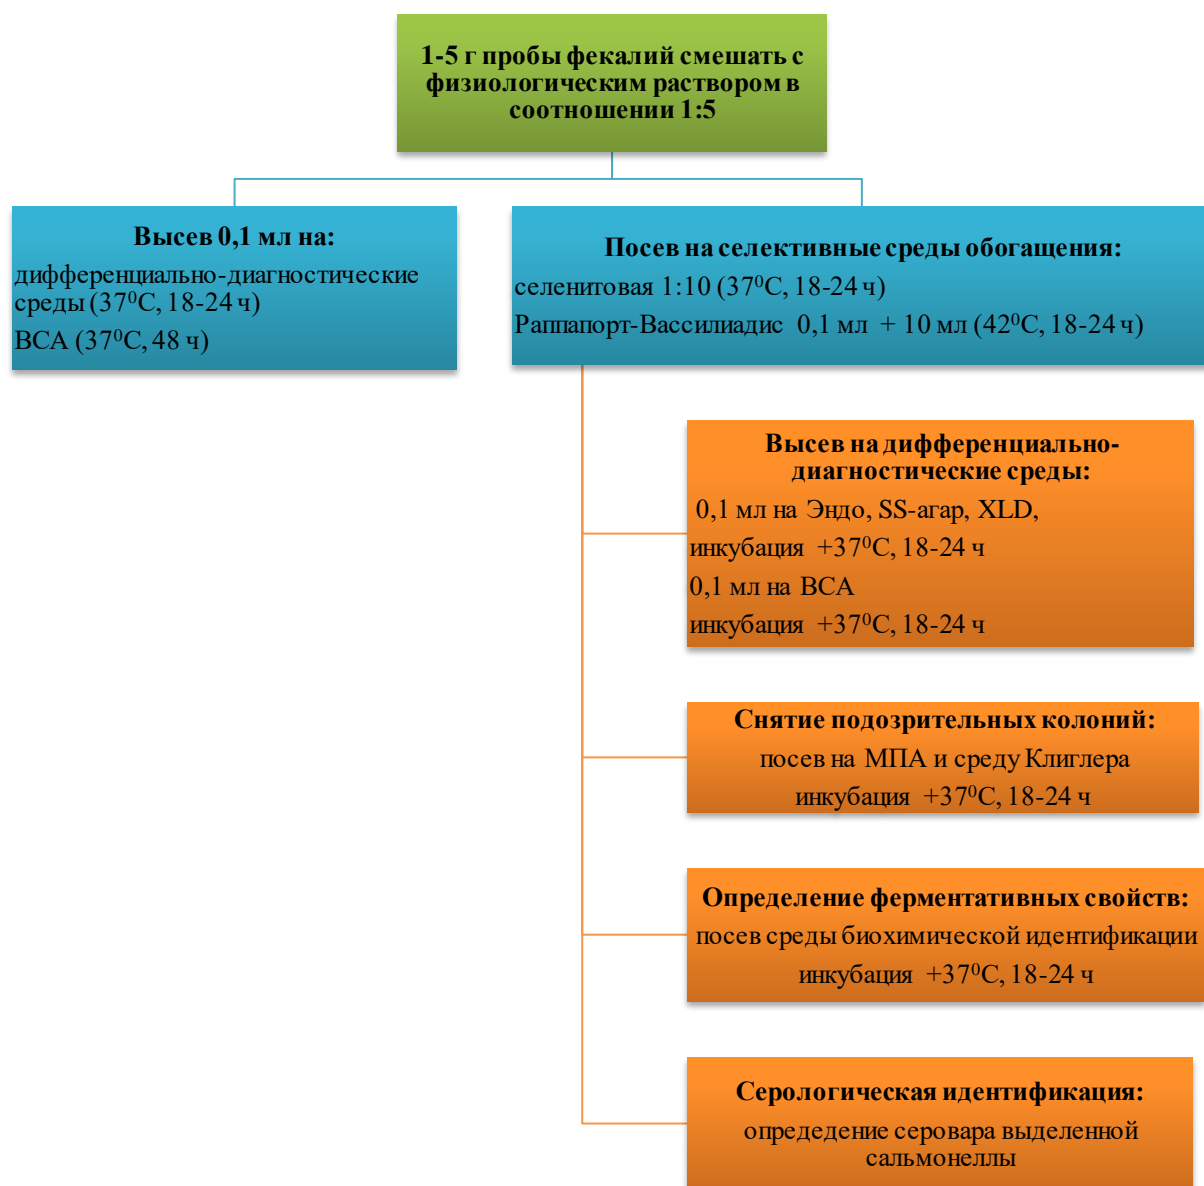 1-5 г пробы фекалий смешать с
физиологическим раствором в
соотношении 1:5
Высев 0,1 мл на:
дифференциально-диагностические
среды (37⁰С, 18-24 ч)
ВСА (37⁰С, 48 ч)
Посев на селективные среды обогащения:
селенитовая 1:10 (37⁰С, 18-24 ч)
Раппапорт-Вассилиадис 0,1 мл + 10 мл (42⁰С, 18-24 ч)
Высев на дифференциально-
диагностические среды:
0,1 мл на Эндо, SS-агар, XLD,
инкубация +37⁰С, 18-24 ч
0,1 мл на ВСА
инкубация +37⁰С, 18-24 ч
Снятие подозрительных колоний:
посев на МПА и среду Клиглера
инкубация +37⁰С, 18-24 ч
Определение ферментативных свойств:
посев среды биохимической идентификации
инкубация +37⁰С, 18-24 ч
Серологическая идентификация:
опредедение серовара выделенной
сальмонеллы